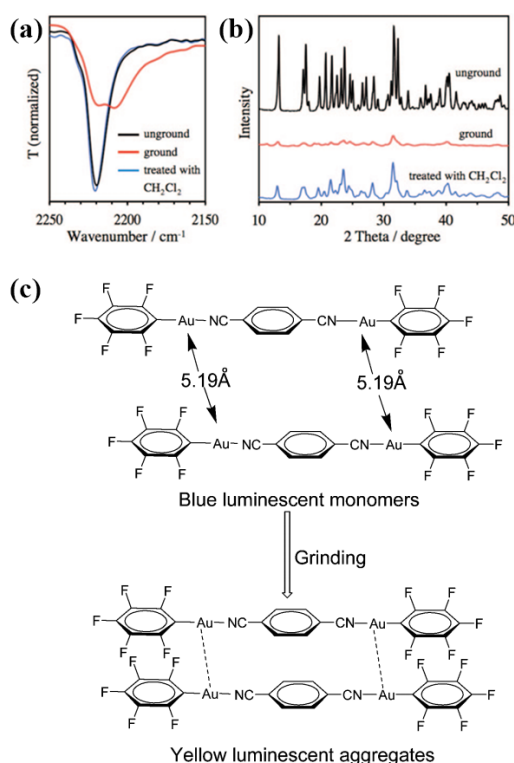 (a)
T (normalized)
unground
ground
treated with
CH2Cl2
2250 2200 2150
Wavenumber / cm-1
(b)
Intensity
unground
ground
treated with CH2Cl2
10 20 30 40 50
2 Theta / degree
(c)
F F F F
F Au NC CN Au F
F F F F
5.19Å 5.19Å
F F F F
F Au NC CN Au F
F F F F
Blue luminescent monomers
Grinding
F F F F
F Au NC CN Au F
F F F F
F F F F
F Au NC CN Au F
F F F F
Yellow luminescent aggregates